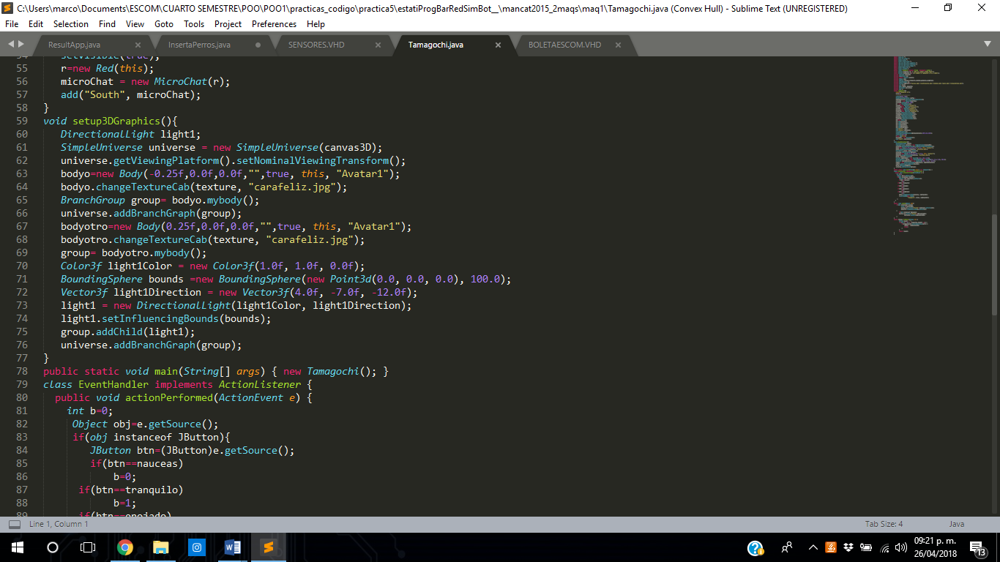 C:\Users\marco\Documents\ESCOM\CUARTO SEMESTRE\POO\POO1\practicas_codigo\practica5\estatiProgBarRedSimBot__\mancat2015_2maqs\maq1\Tamagochi.java (Convex Hull) - Sublime Text (UNREGISTERED)
File Edit Selection Find View Goto Tools Project Preferences Help
ResultApp.java InsertaPerros.java SENSORES.VHD Tamagochi.java BOLETAESCOM.VHD
54 setVisible(true);
55 r=new Red(this);
56 microChat = new MicroChat(r);
57 add("South", microChat);
58 }
59 void setup3DGraphics(){
60 DirectionalLight light1;
61 SimpleUniverse universe = new SimpleUniverse(canvas3D);
62 universe.getViewingPlatform().setNominalViewingTransform();
63 bodyo=new Body(-0.25f,0.0f,0.0f,"",true, this, "Avatar1");
64 bodyo.changeTextureCab(texture, "carafeliz.jpg");
65 BranchGroup group= bodyo.mybody();
66 universe.addBranchGraph(group);
67 bodyotro=new Body(0.25f,0.0f,0.0f,"",true, this, "Avatar1");
68 bodyotro.changeTextureCab(texture, "carafeliz.jpg");
69 group= bodyotro.mybody();
70 Color3f light1Color = new Color3f(1.0f, 1.0f, 0.0f);
71 BoundingSphere bounds =new BoundingSphere(new Point3d(0.0, 0.0, 0.0), 100.0);
72 Vector3f light1Direction = new Vector3f(4.0f, -7.0f, -12.0f);
73 light1 = new DirectionalLight(light1Color, light1Direction);
74 light1.setInfluencingBounds(bounds);
75 group.addChild(light1);
76 universe.addBranchGraph(group);
77 }
78 public static void main(String[] args) { new Tamagochi(); }
79 class EventHandler implements ActionListener {
80 public void actionPerformed(ActionEvent e) {
81 int b=0;
82 Object obj=e.getSource();
83 if(obj instanceof JButton){
84 JButton btn=(JButton)e.getSource();
85 if(btn==nauceas)
86 b=0;
87 if(btn==tranquilo)
88 b=1;
89 if(btn==enojado)
Line 1, Column 1 Tab Size: 4 Java
09:21 p. m.
26/04/2018
13